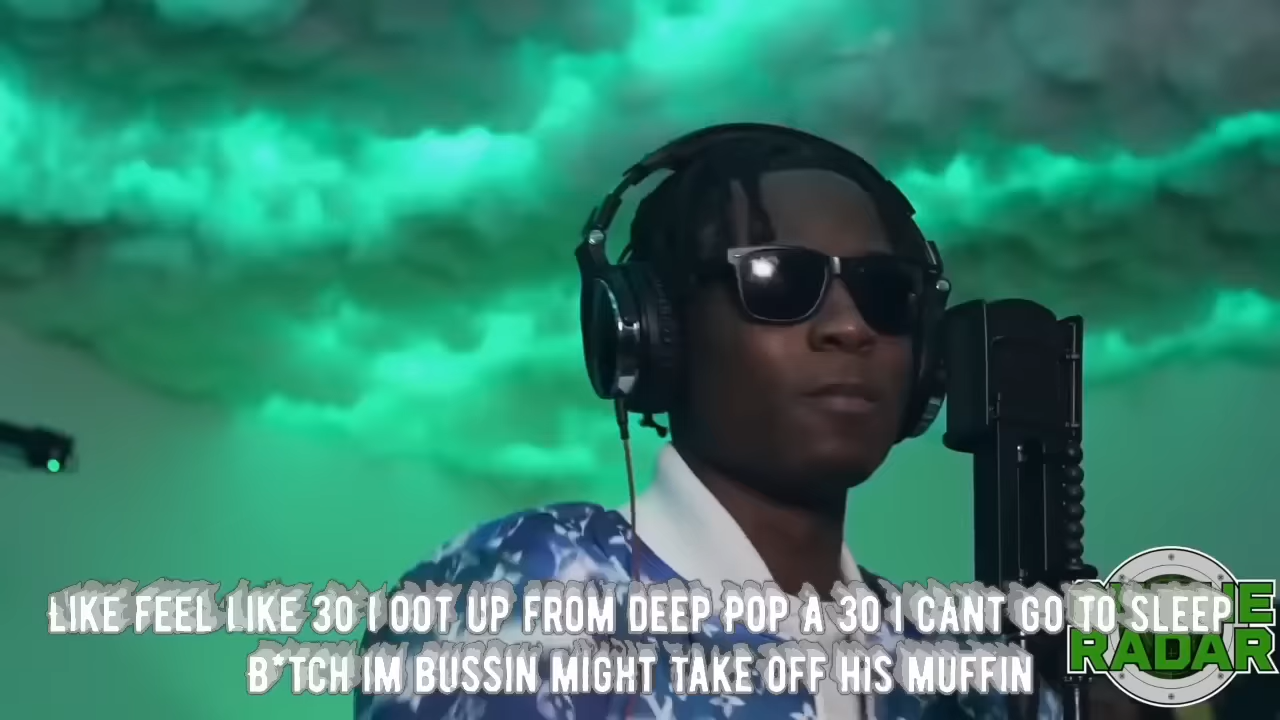 LIKE FEEL LIKE 30 I OOT UP FROM DEEP POP A 30 I CANT GO TO SLEEP
B*TCH IM BUSSIN MIGHT TAKE OFF HIS MUFFIN
RADAR